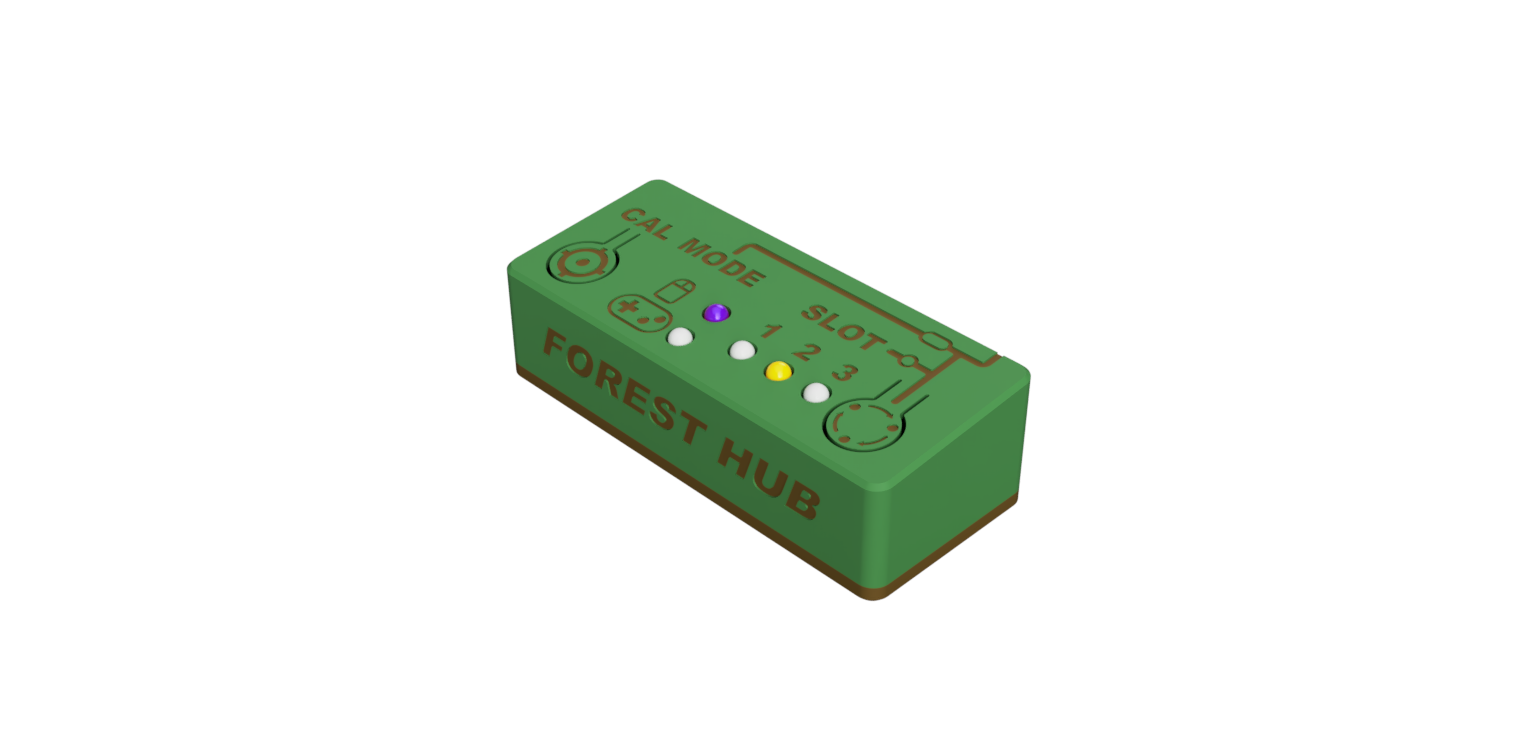 CAL MODE
SLOT
1 2 3
FOREST HUB